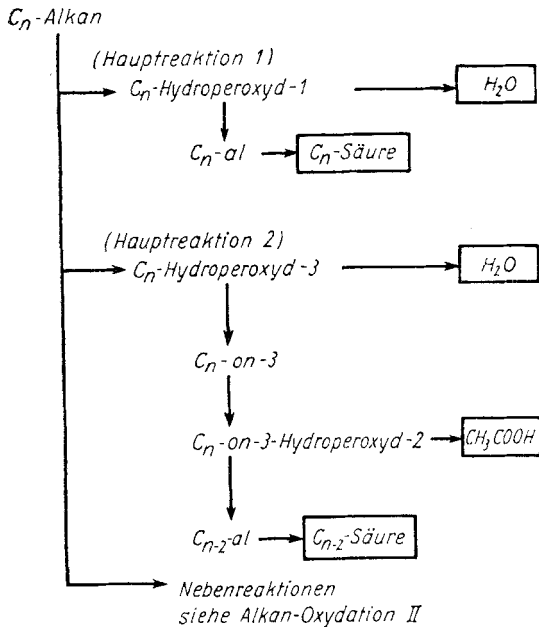 Cₙ-Alkan
(Hauptreaktion 1)
Cₙ-Hydroperoxyd-1
H₂O
Cₙ-al
Cₙ-Säure
(Hauptreaktion 2)
Cₙ-Hydroperoxyd-3
H₂O
Cₙ-on-3
Cₙ-on-3-Hydroperoxyd-2
CH₃COOH
Cₙ₋₂-al
Cₙ₋₂-Säure
Nebenreaktionen
siehe Alkan-Oxydation II